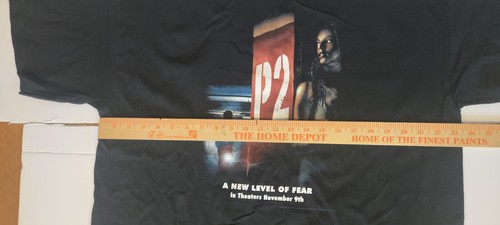 P2
THE HOME DEPOT
HOME OF THE FINEST PAINTS
A NEW LEVEL OF FEAR
In Theaters November 9th